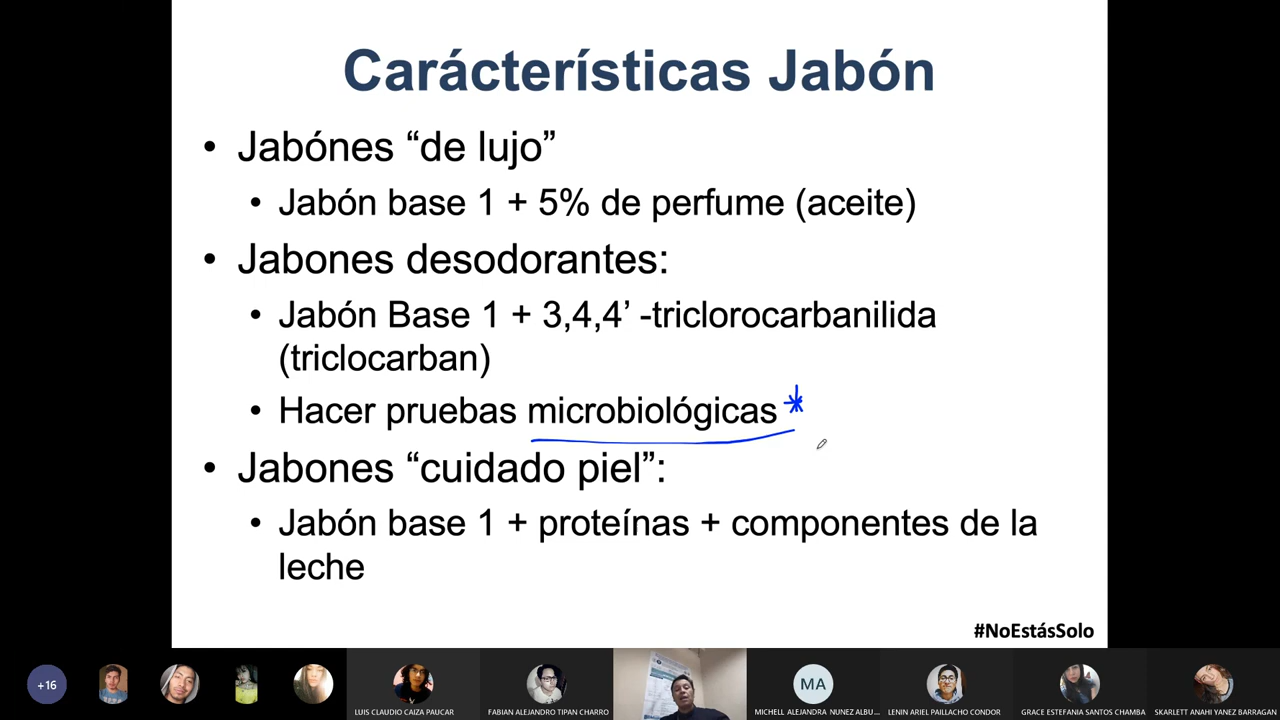 Carácterísticas Jabón
• Jabónes “de lujo”
• Jabón base 1 + 5% de perfume (aceite)
• Jabones desodorantes:
• Jabón Base 1 + 3,4,4’ -triclorocarbanilida
(triclocarban)
• Hacer pruebas microbiológicas *
• Jabones “cuidado piel”:
• Jabón base 1 + proteínas + componentes de la
leche
#NoEstásSolo
+16
LUIS CLAUDIO CAIZA PAUCAR
FABIAN ALEJANDRO TIPAN CHARRO
MA
MICHELL ALEJANDRA NUNEZ ALBU...
LENIN ARIEL PAILLACHO CONDOR
GRACE ESTEFANIA SANTOS CHAMBA
SKARLETT ANAHI YANEZ BARRAGAN